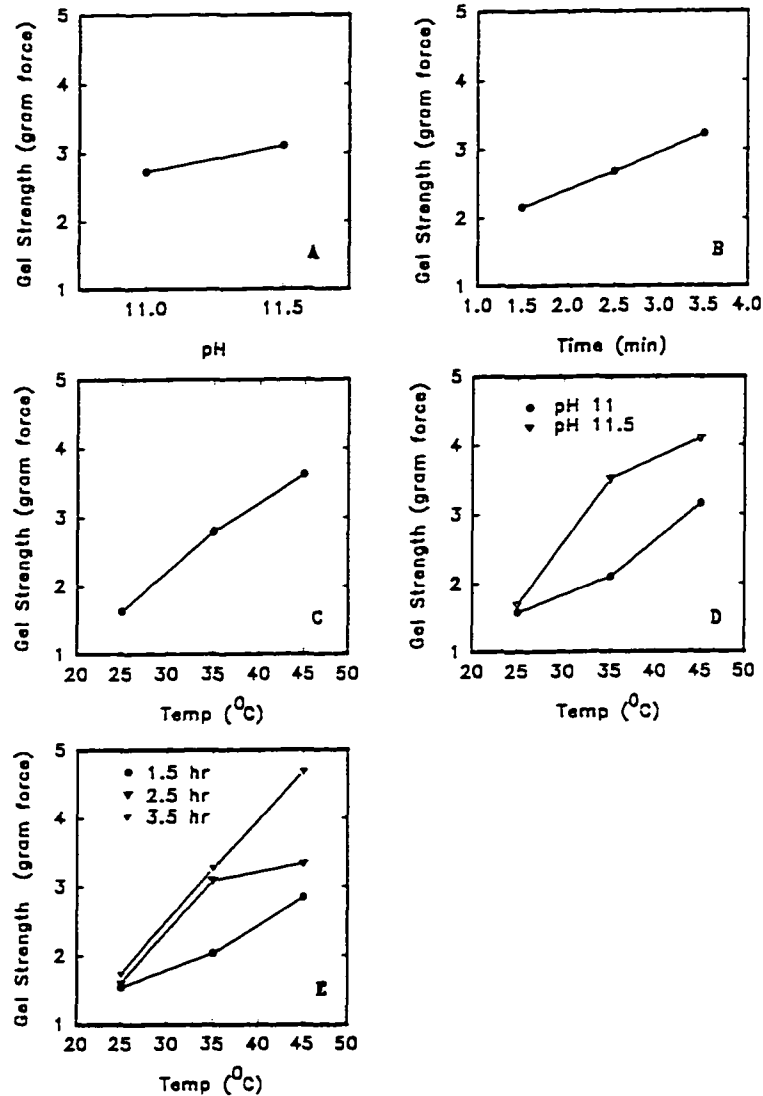 5
4
3
2
1
Gel Strength (gram force)
11.0 11.5
pH
A
5
4
3
2
1
Gel Strength (gram force)
1.0 1.5 2.0 2.5 3.0 3.5 4.0
Time (min)
B
5
4
3
2
1
Gel Strength (gram force)
20 25 30 35 40 45 50
Temp (⁰C)
C
5
4
3
2
1
Gel Strength (gram force)
pH 11
pH 11.5
20 25 30 35 40 45 50
Temp (⁰C)
D
5
4
3
2
1
Gel Strength (gram force)
1.5 hr
2.5 hr
3.5 hr
20 25 30 35 40 45 50
Temp (⁰C)
E